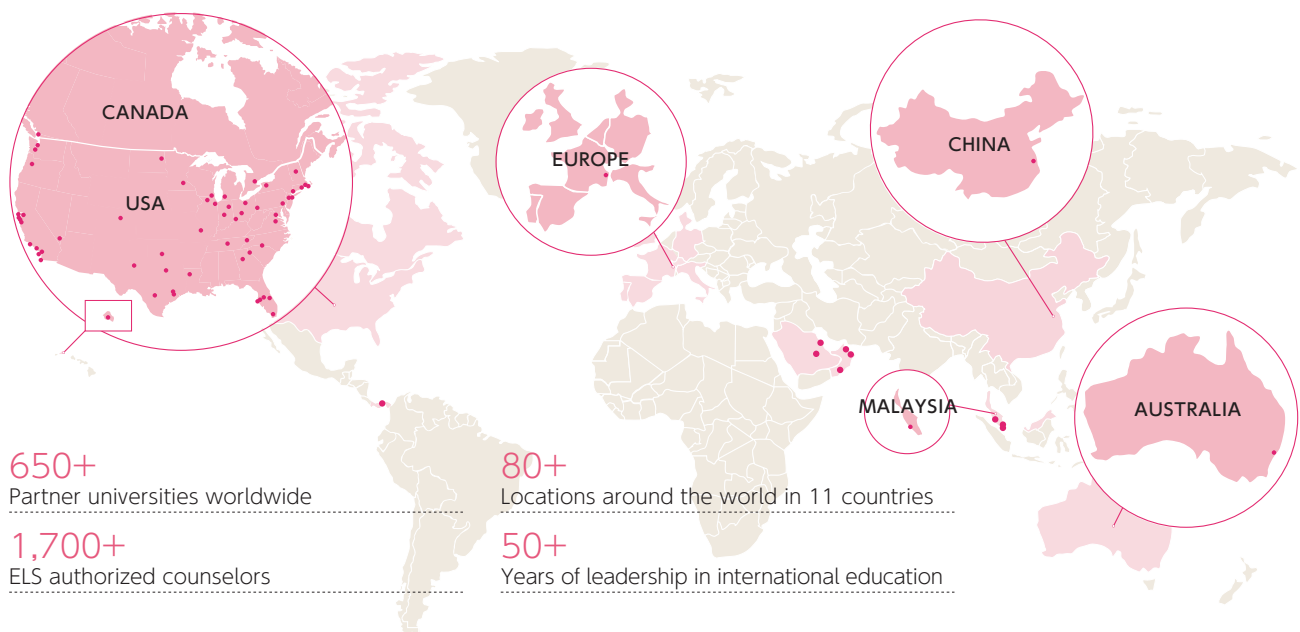 CANADA
USA
EUROPE
CHINA
MALAYSIA
AUSTRALIA
650+
Partner universities worldwide
80+
Locations around the world in 11 countries
1,700+
ELS authorized counselors
50+
Years of leadership in international education